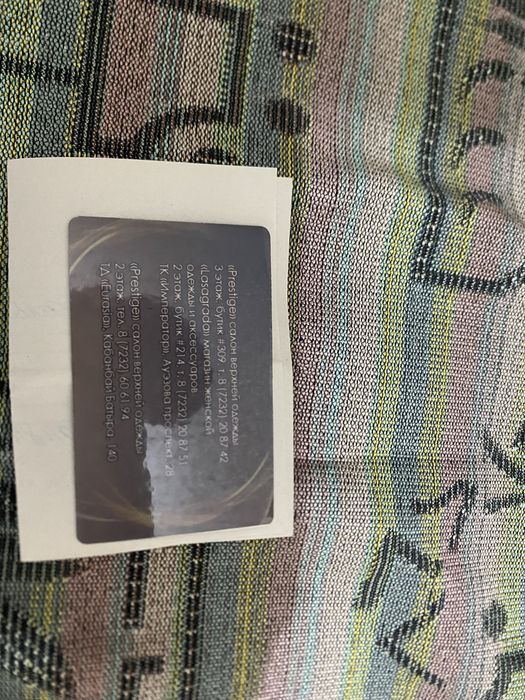 «Prestige» салон верхней одежды
3 этаж. бутик #309 т. 8 (7232) 20 87 42
«Lasagrada» магазин женской
одежды и аксессуаров
2 этаж. бутик #214 т. 8 (7232) 20 87 51
ТК «Император», Ауэзова проспект. 28
«Prestige» салон верхней одежды
2 этаж. тел. 8 (7232) 60 61 94
ТД «Eurasia», Кабанбай Батыра. 140